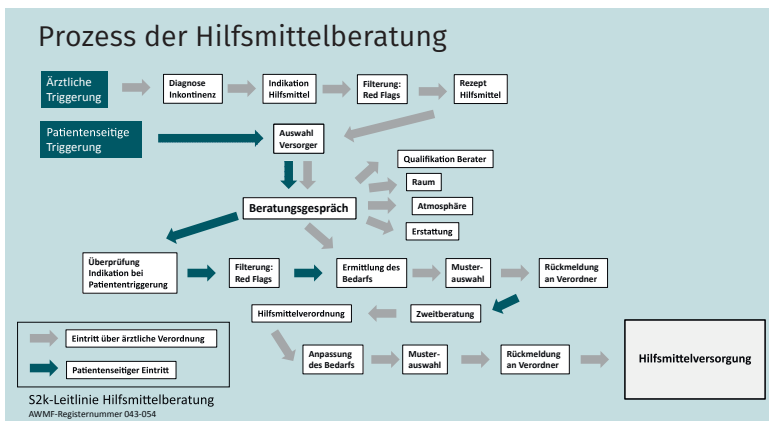 Prozess der Hilfsmittelberatung
Ärztliche
Triggerung
Diagnose
Inkontinenz
Indikation
Hilfsmittel
Filterung:
Red Flags
Rezept
Hilfsmittel
Patientenseitige
Triggerung
Auswahl
Versorger
Qualifikation Berater
Raum
Beratungsgespräch
Atmosphäre
Erstattung
Überprüfung
Indikation bei
Patiententriggerung
Filterung:
Red Flags
Ermittlung des
Bedarfs
Muster-
auswahl
Rückmeldung
an Verordner
Hilfsmittelverordnung
Zweitberatung
Eintritt über ärztliche Verordnung
Patientenseitiger Eintritt
Anpassung
des Bedarfs
Muster-
auswahl
Rückmeldung
an Verordner
Hilfsmittelversorgung
S2k-Leitlinie Hilfsmittelberatung
AWMF-Registernummer 043-054